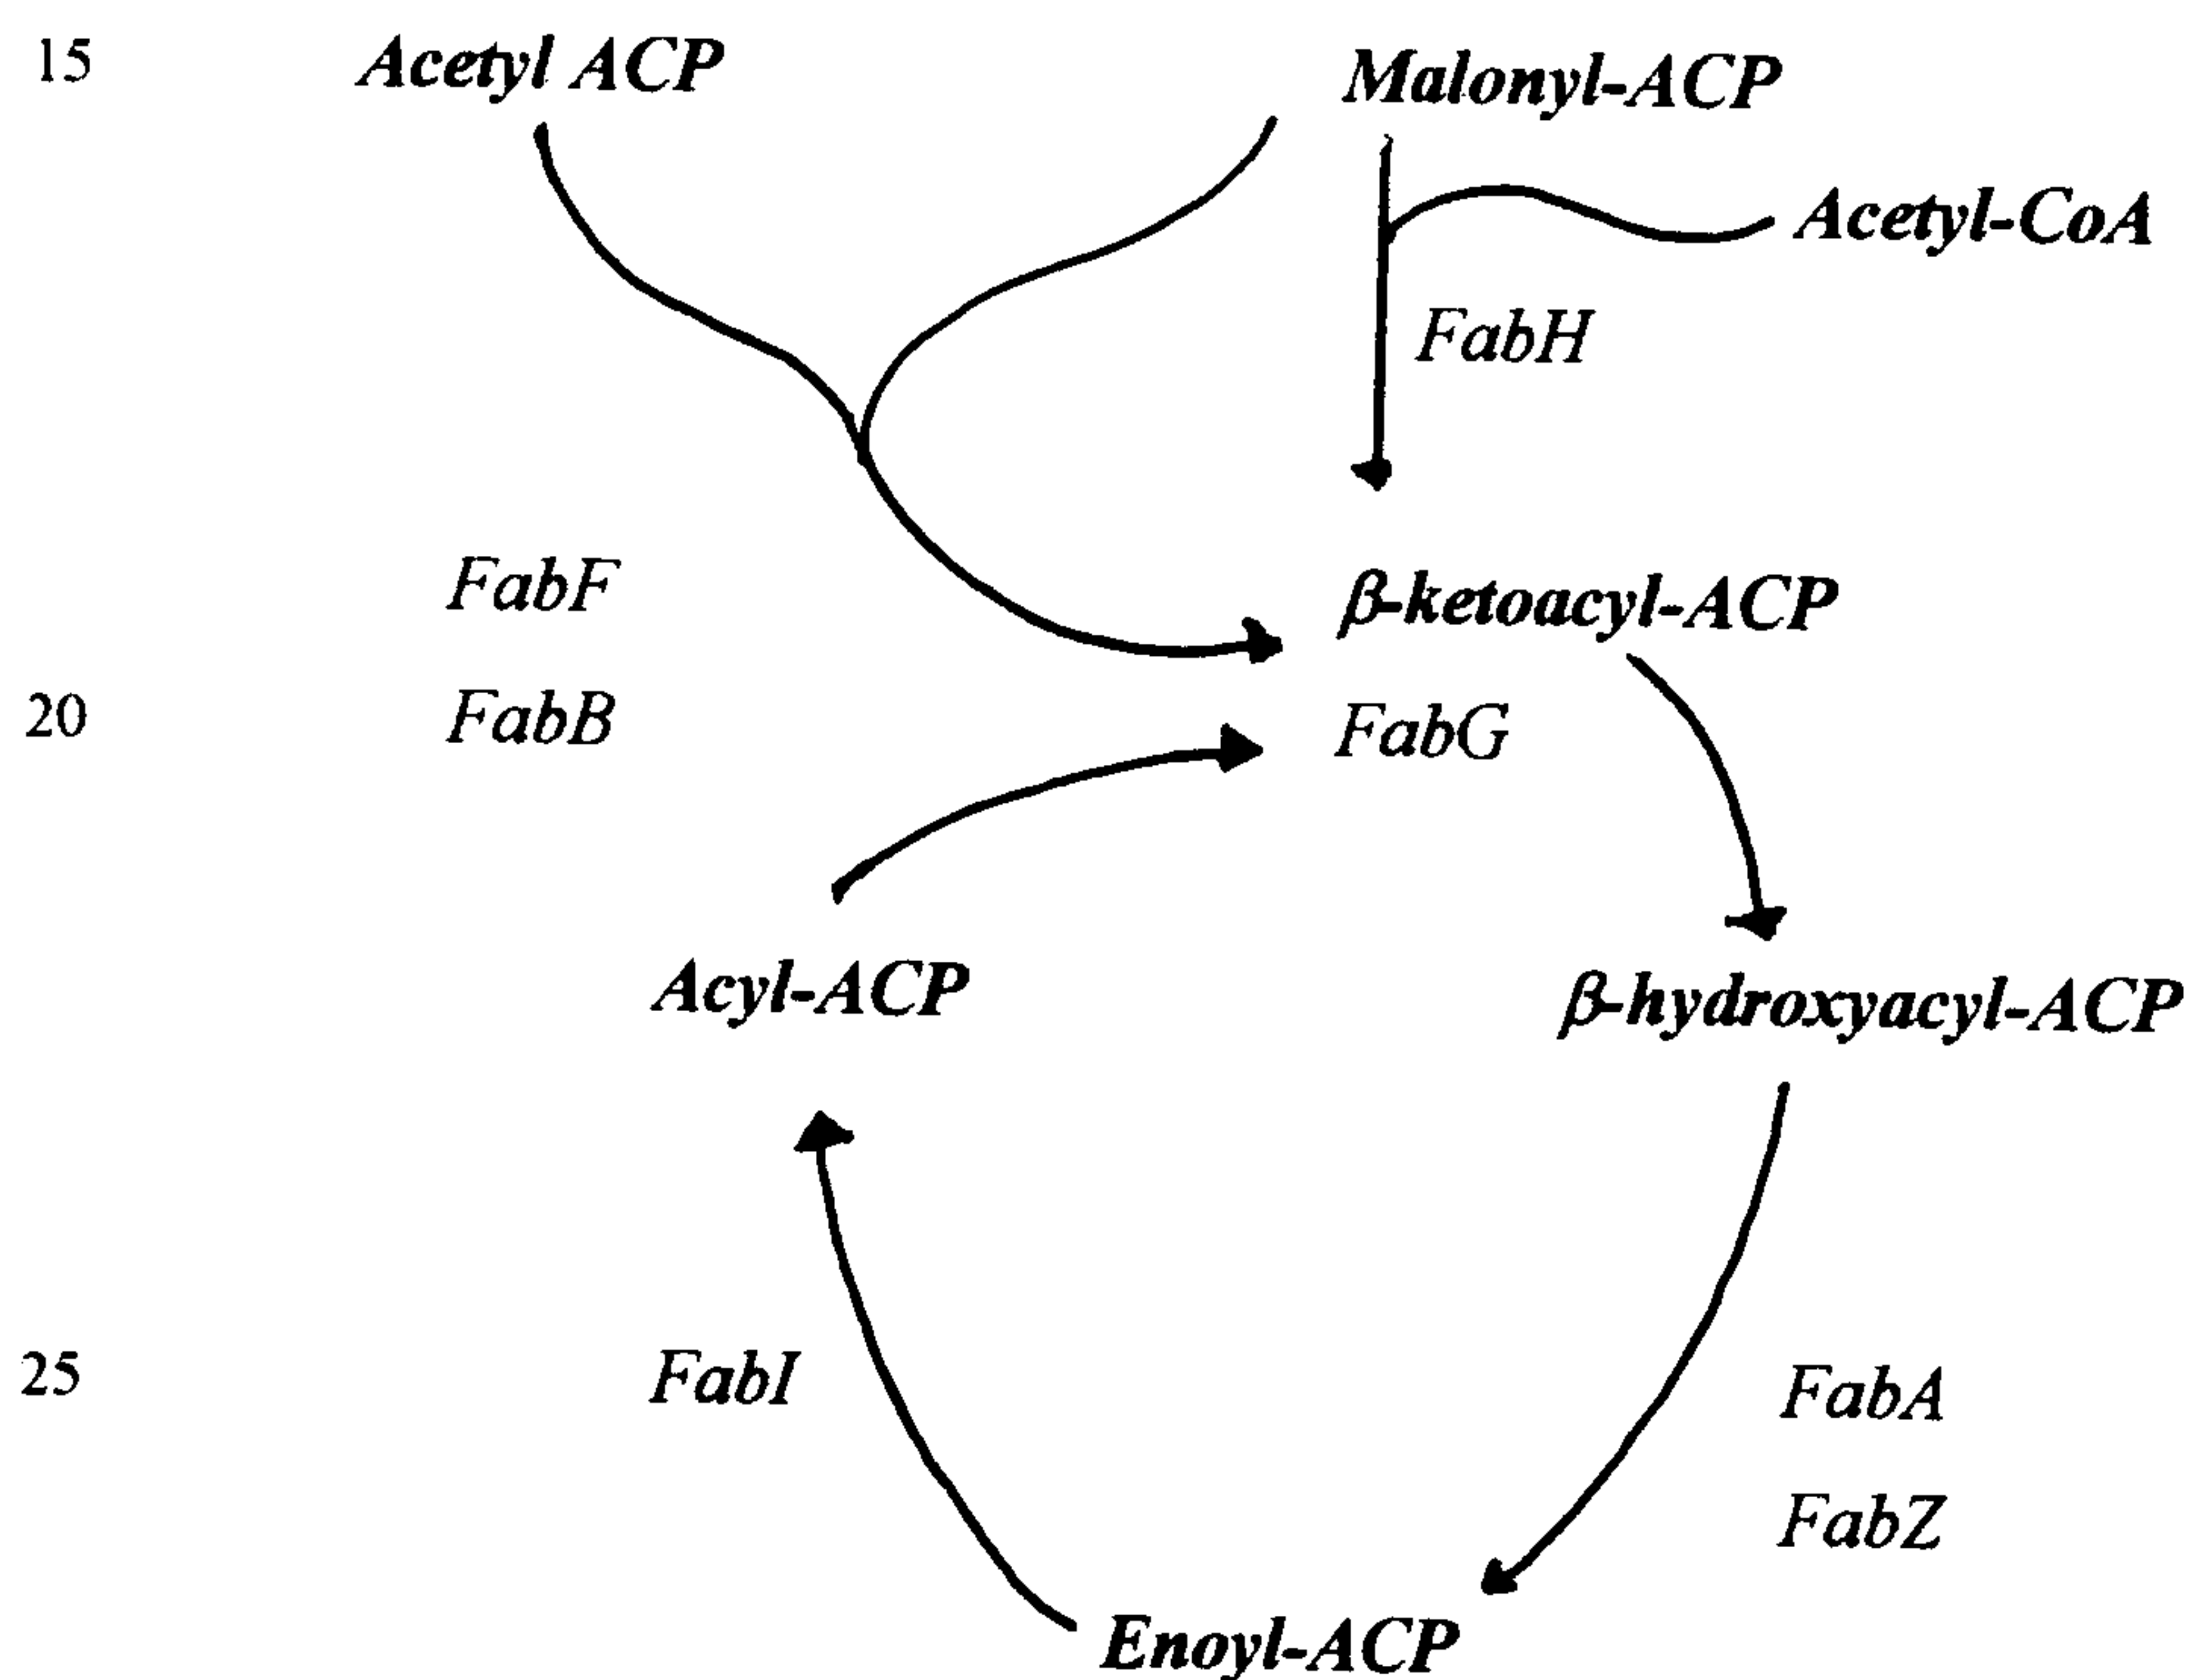 15 Acetyl ACP Malonyl-ACP
Acetyl-CoA
FabH
FabF β-ketoacyl-ACP
20 FabB FabG
Acyl-ACP β-hydroxyacyl-ACP
25 FabI FabA
FabZ
Enoyl-ACP